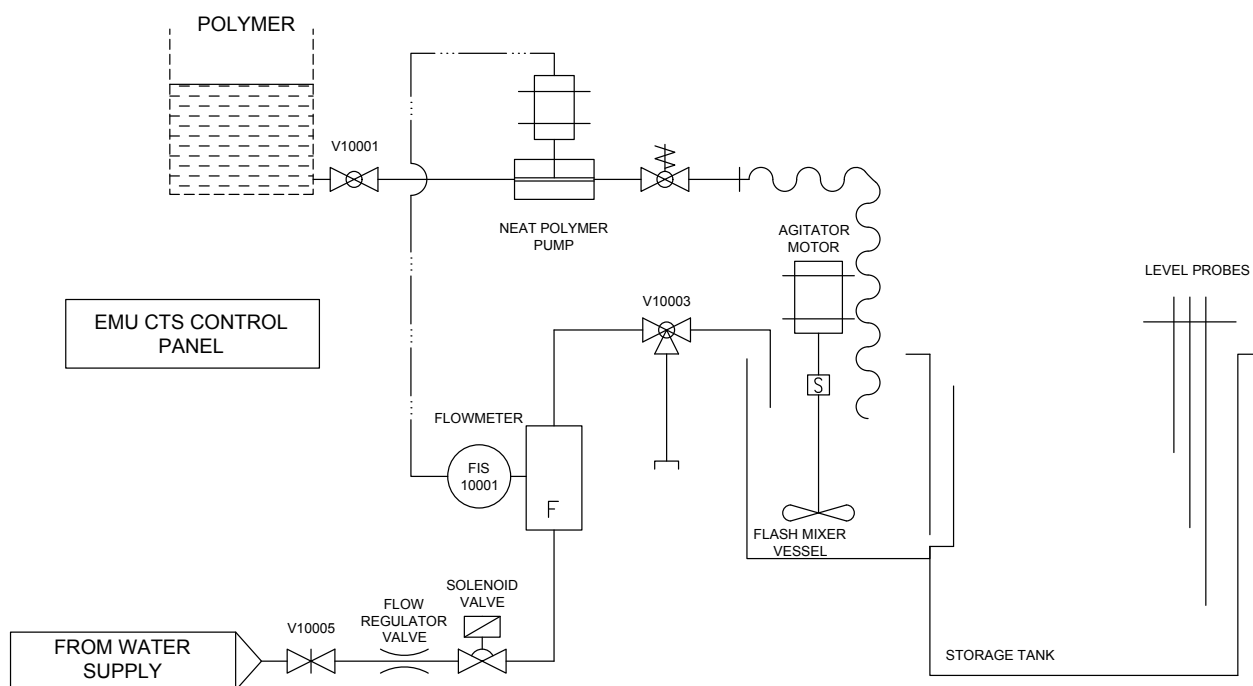 POLYMER
V10001
NEAT POLYMER
PUMP
AGITATOR
MOTOR
LEVEL PROBES
EMU CTS CONTROL
PANEL
V10003
S
FLOWMETER
FIS
10001
F
FLASH MIXER
VESSEL
SOLENOID
VALVE
FLOW
REGULATOR
VALVE
V10005
FROM WATER
SUPPLY
STORAGE TANK